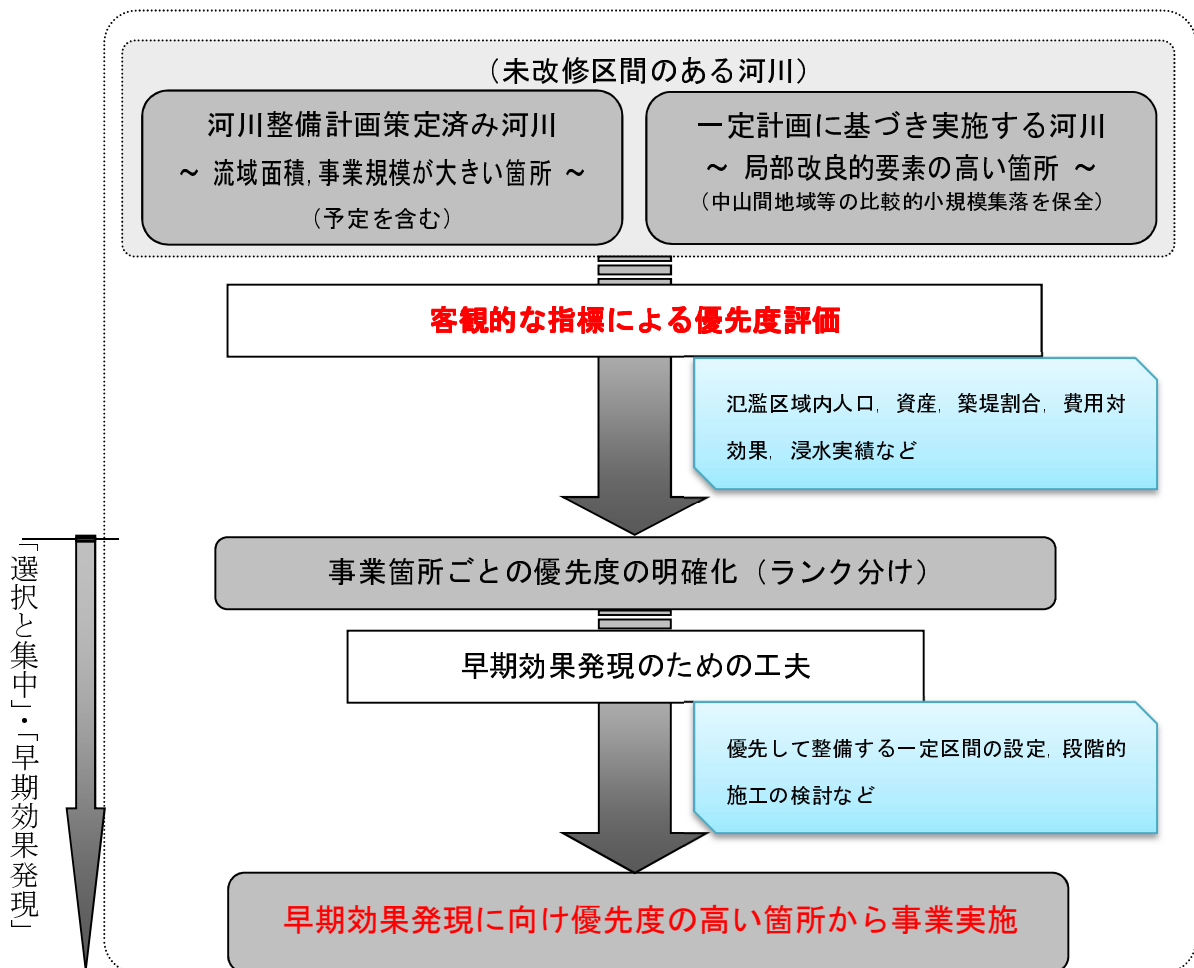 （未改修区間のある河川）
河川整備計画策定済み河川
～ 流域面積，事業規模が大きい箇所 ～
（予定を含む）
一定計画に基づき実施する河川
～ 局部改良的要素の高い箇所 ～
（中山間地域等の比較的小規模集落を保全）
客観的な指標による優先度評価
氾濫区域内人口，資産，築堤割合，費用対
効果，浸水実績など
事業箇所ごとの優先度の明確化（ランク分け）
早期効果発現のための工夫
優先して整備する一定区間の設定，段階的
施工の検討など
早期効果発現に向け優先度の高い箇所から事業実施
「選択と集中」・「早期効果発現」